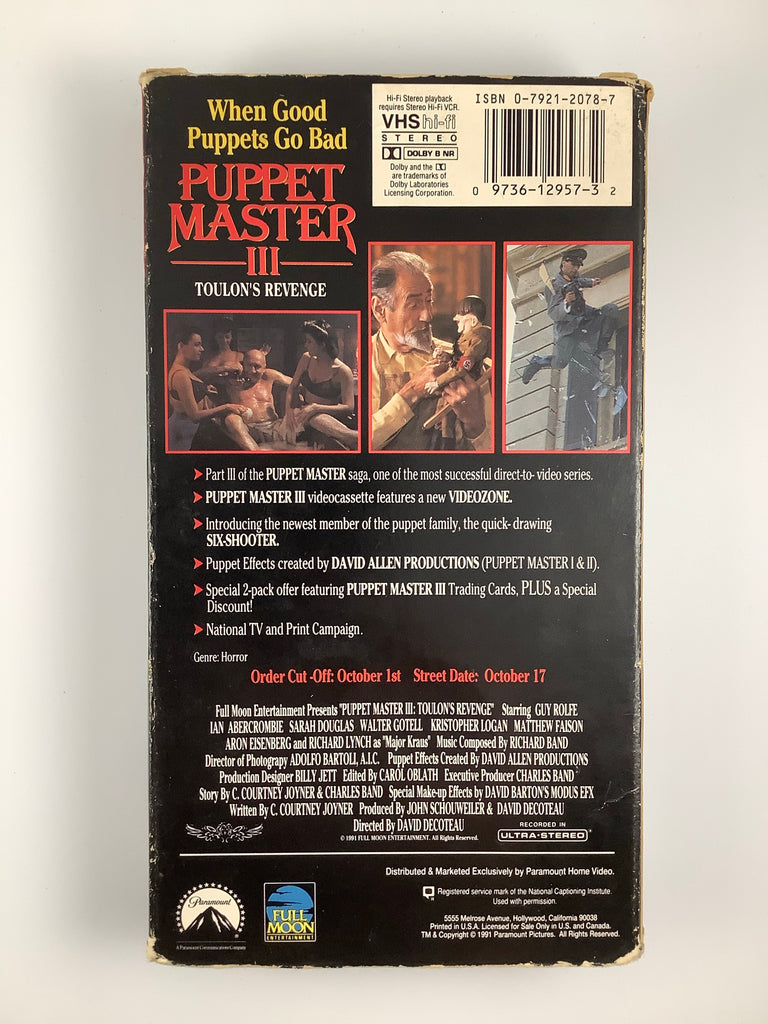 When Good
Puppets Go Bad
PUPPET
MASTER
III
TOULON'S REVENGE
Hi-Fi Stereo playback
requires Stereo Hi-Fi VCR.
VHS hi-fi
STEREO
DOLBY B NR
Dolby and the
are trademarks of
Dolby Laboratories
Licensing Corporation.
ISBN 0-7921-2078-7
0 9736-12957-3 2
Part III of the PUPPET MASTER saga, one of the most successful direct-to- video series.
PUPPET MASTER III videocassette features a new VIDEOZONE.
Introducing the newest member of the puppet family, the quick- drawing
SIX-SHOOTER.
Puppet Effects created by DAVID ALLEN PRODUCTIONS (PUPPET MASTER I & II).
Special 2-pack offer featuring PUPPET MASTER III Trading Cards, PLUS a Special
Discount!
National TV and Print Campaign.
Genre: Horror
Order Cut -Off: October 1st Street Date: October 17
Full Moon Entertainment Presents "PUPPET MASTER III: TOULON'S REVENGE" Starring GUY ROLFE
IAN ABERCROMBIE SARAH DOUGLAS WALTER GOTELL KRISTOPHER LOGAN MATTHEW FAISON
ARON EISENBERG and RICHARD LYNCH as "Major Kraus" Music Composed By RICHARD BAND
Director of Photograpy ADOLFO BARTOLI, A.I.C. Puppet Effects Created By DAVID ALLEN PRODUCTIONS
Production Designer BILLY JETT Edited By CAROL OBLATH Executive Producer CHARLES BAND
Story By C. COURTNEY JOYNER & CHARLES BAND Special Make-up Effects by DAVID BARTON'S MODUS EFX
Written By C. COURTNEY JOYNER Produced By JOHN SCHOUWEILER & DAVID DECOTEAU
Directed By DAVID DECOTEAU
© 1991 FULL MOON ENTERTAINMENT. All Rights Reserved.
RECORDED IN
ULTRA-STEREO
Distributed & Marketed Exclusively by Paramount Home Video.
Registered service mark of the National Captioning Institute.
Used with permission.
5555 Melrose Avenue, Hollywood, California 90038
Printed in U.S.A. Licensed for Sale Only in U.S. and Canada.
TM & Copyright © 1991 Paramount Pictures. All Rights Reserved.
Paramount
A Paramount Communications Company
FULL
MOON
ENTERTAINMENT